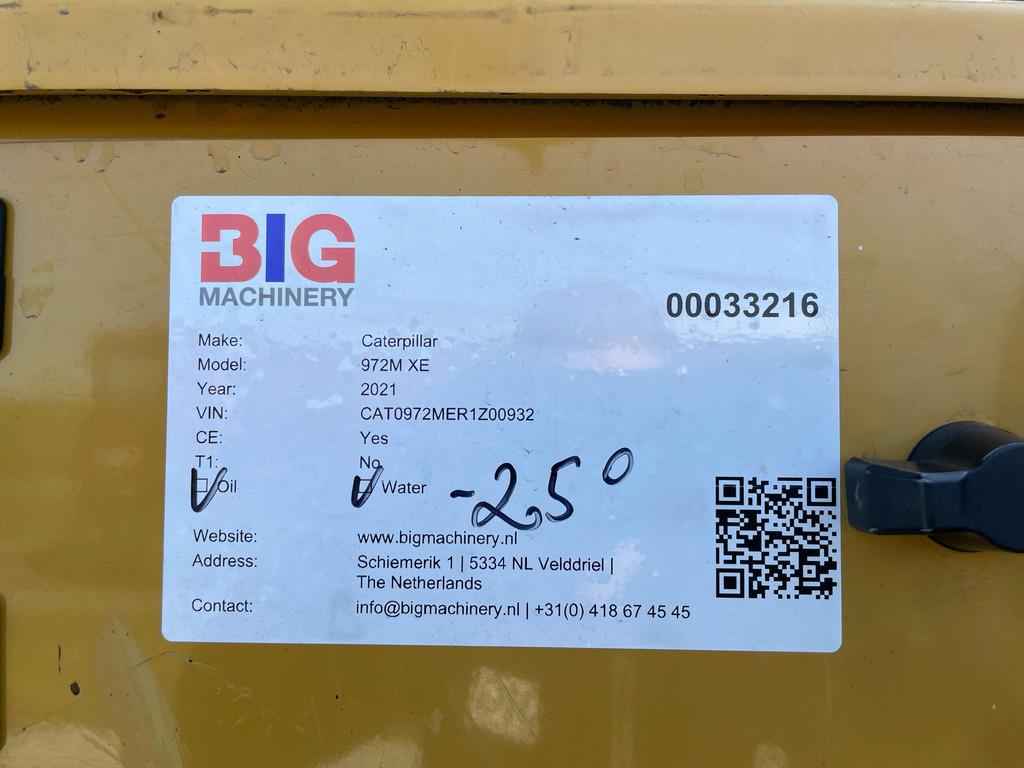 BIG
MACHINERY
00033216
Make: Caterpillar
Model: 972M XE
Year: 2021
VIN: CAT0972MER1Z00932
CE: Yes
T1: No
Oil Water -25°
Website: www.bigmachinery.nl
Address: Schiemerik 1 | 5334 NL Velddriel |
The Netherlands
Contact: info@bigmachinery.nl | +31(0) 418 67 45 45